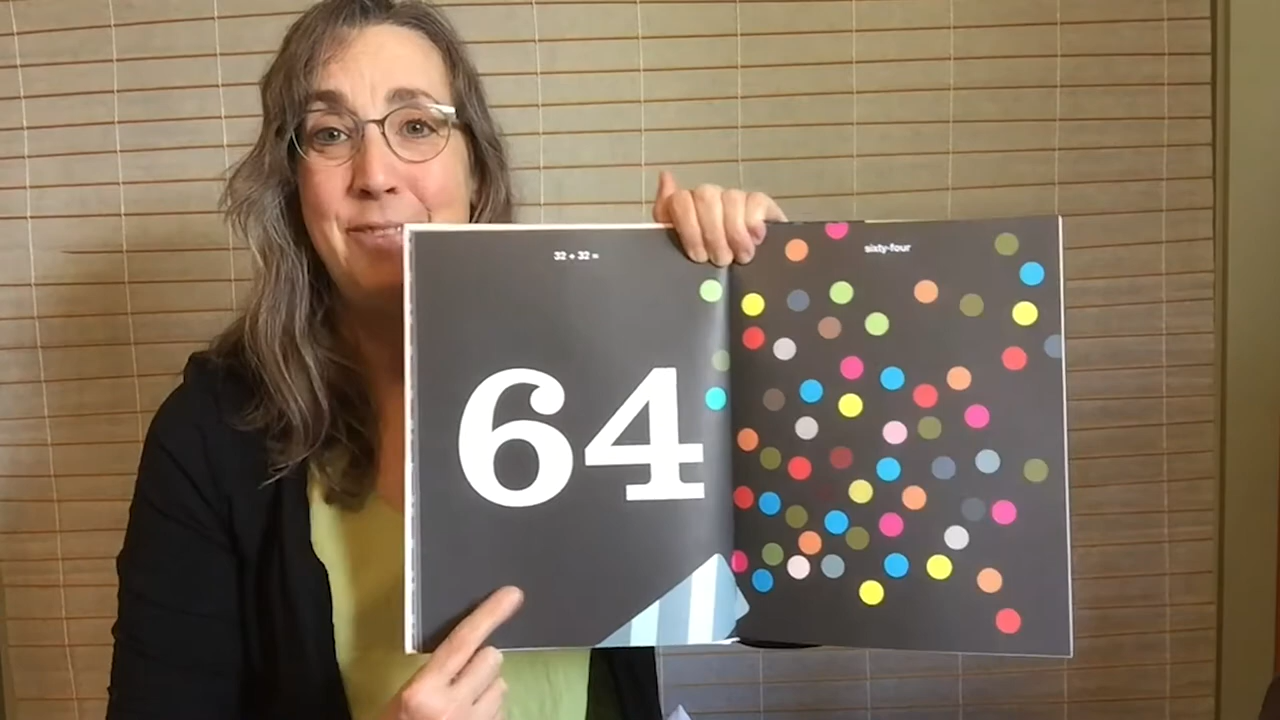 32 + 32 =
sixty-four
64